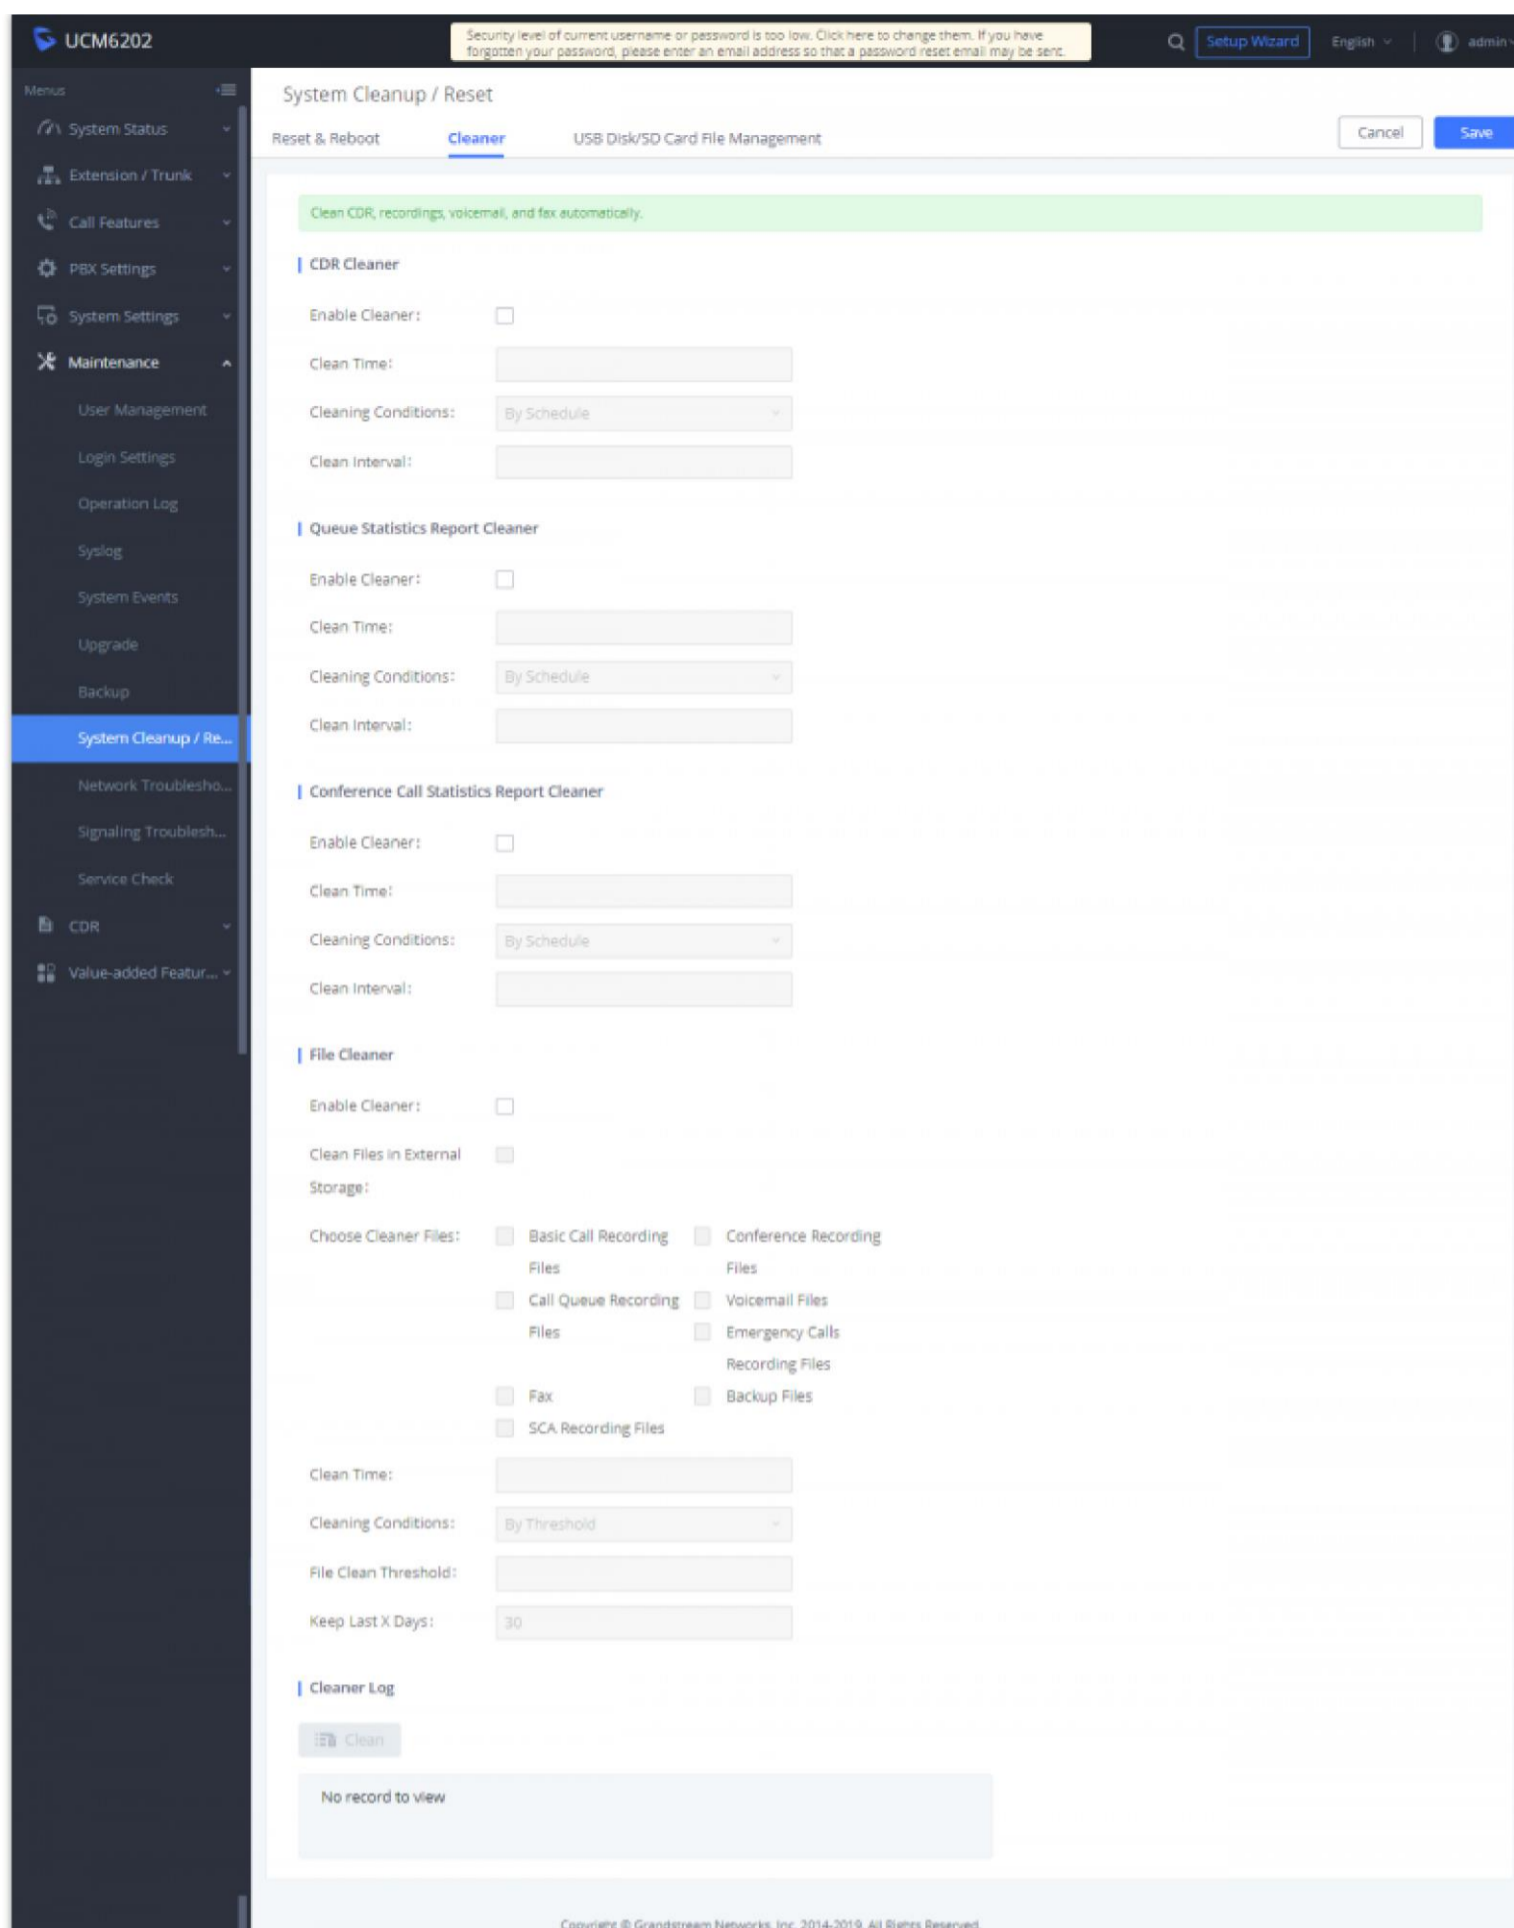 UCM6202
Security level of current username or password is too low. Click here to change them. If you have
forgotten your password, please enter an email address so that a password reset email may be sent.
Setup Wizard
English
admin
Menus
System Status
Extension / Trunk
Call Features
PBX Settings
System Settings
Maintenance
User Management
Login Settings
Operation Log
Syslog
System Events
Upgrade
Backup
System Cleanup / Re...
Network Troublesho...
Signaling Troublesh...
Service Check
CDR
Value-added Featur...
System Cleanup / Reset
Reset & Reboot
Cleaner
USB Disk/SD Card File Management
Cancel
Save
Clean CDR, recordings, voicemail, and fax automatically.
CDR Cleaner
Enable Cleaner:
Clean Time:
Cleaning Conditions:
By Schedule
Clean Interval:
Queue Statistics Report Cleaner
Enable Cleaner:
Clean Time:
Cleaning Conditions:
By Schedule
Clean Interval:
Conference Call Statistics Report Cleaner
Enable Cleaner:
Clean Time:
Cleaning Conditions:
By Schedule
Clean Interval:
File Cleaner
Enable Cleaner:
Clean Files in External
Storage:
Choose Cleaner Files:
Basic Call Recording
Files
Conference Recording
Files
Call Queue Recording
Files
Voicemail Files
Emergency Calls
Recording Files
Fax
Backup Files
SCA Recording Files
Clean Time:
Cleaning Conditions:
By Threshold
File Clean Threshold:
Keep Last X Days:
30
Cleaner Log
Clean
No record to view
Copyright © Grandstream Networks, Inc. 2014-2019. All Rights Reserved.